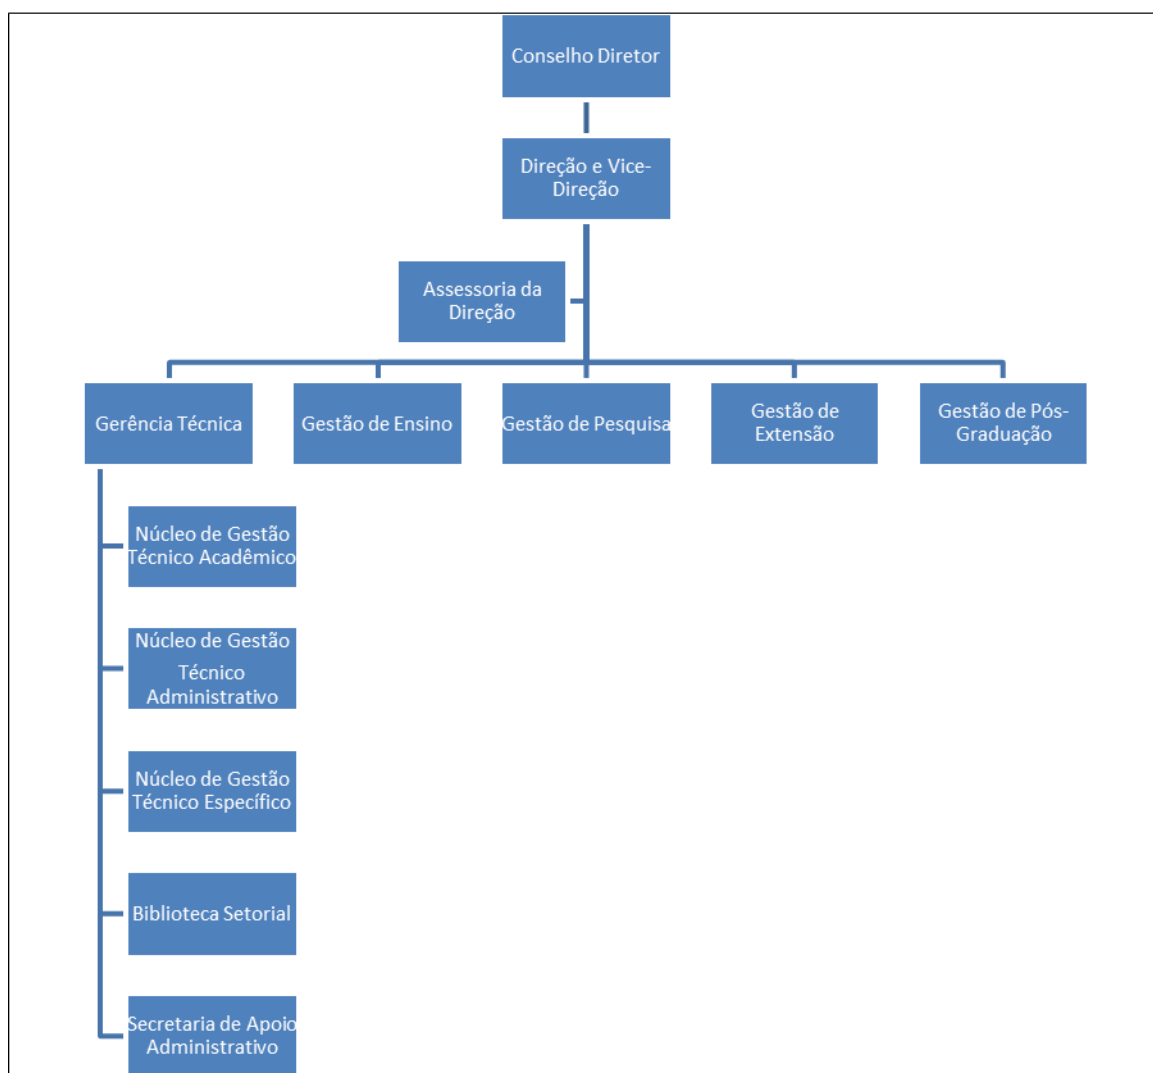 Conselho Diretor
Direção e Vice-
Direção
Assessoria da
Direção
Gerência Técnica
Gestão de Ensino
Gestão de Pesquisa
Gestão de
Extensão
Gestão de Pós-
Graduação
Núcleo de Gestão
Técnico Acadêmico
Núcleo de Gestão
Técnico
Administrativo
Núcleo de Gestão
Técnico Específico
Biblioteca Setorial
Secretaria de Apoio
Administrativo